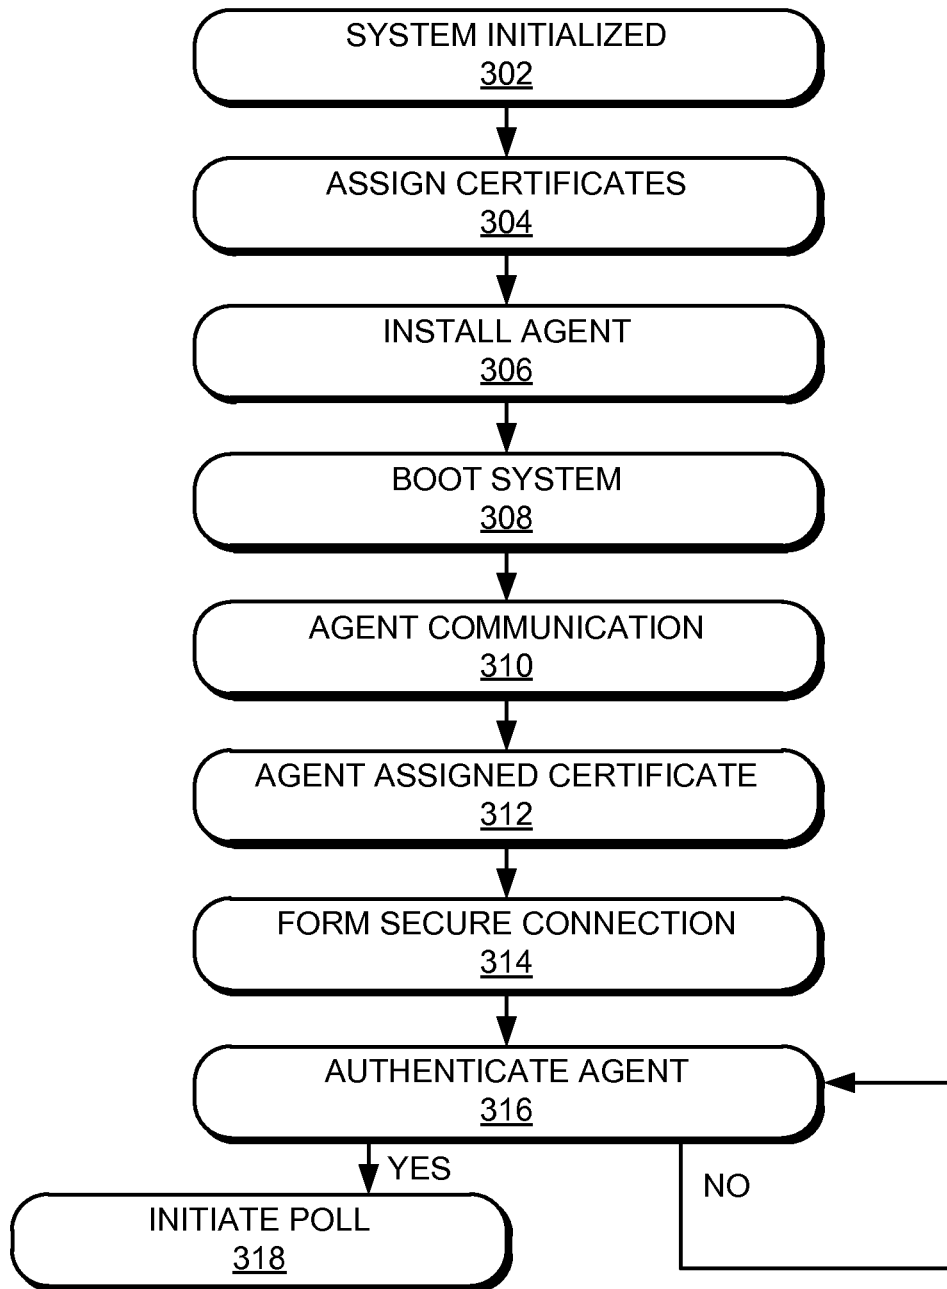 SYSTEM INITIALIZED
302
ASSIGN CERTIFICATES
304
INSTALL AGENT
306
BOOT SYSTEM
308
AGENT COMMUNICATION
310
AGENT ASSIGNED CERTIFICATE
312
FORM SECURE CONNECTION
314
AUTHENTICATE AGENT
316
YES
NO
INITIATE POLL
318